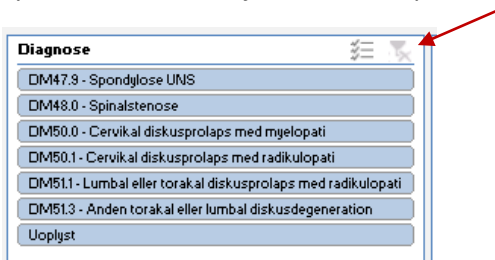 Diagnose
DM47.9 - Spondylose UNS
DM48.0 - Spinalstenose
DM50.0 - Cervikal diskusprolaps med myelopati
DM50.1 - Cervikal diskusprolaps med radikulopati
DM51.1 - Lumbal eller torakal diskusprolaps med radikulopati
DM51.3 - Anden torakal eller lumbal diskusdegeneration
Uoplyst